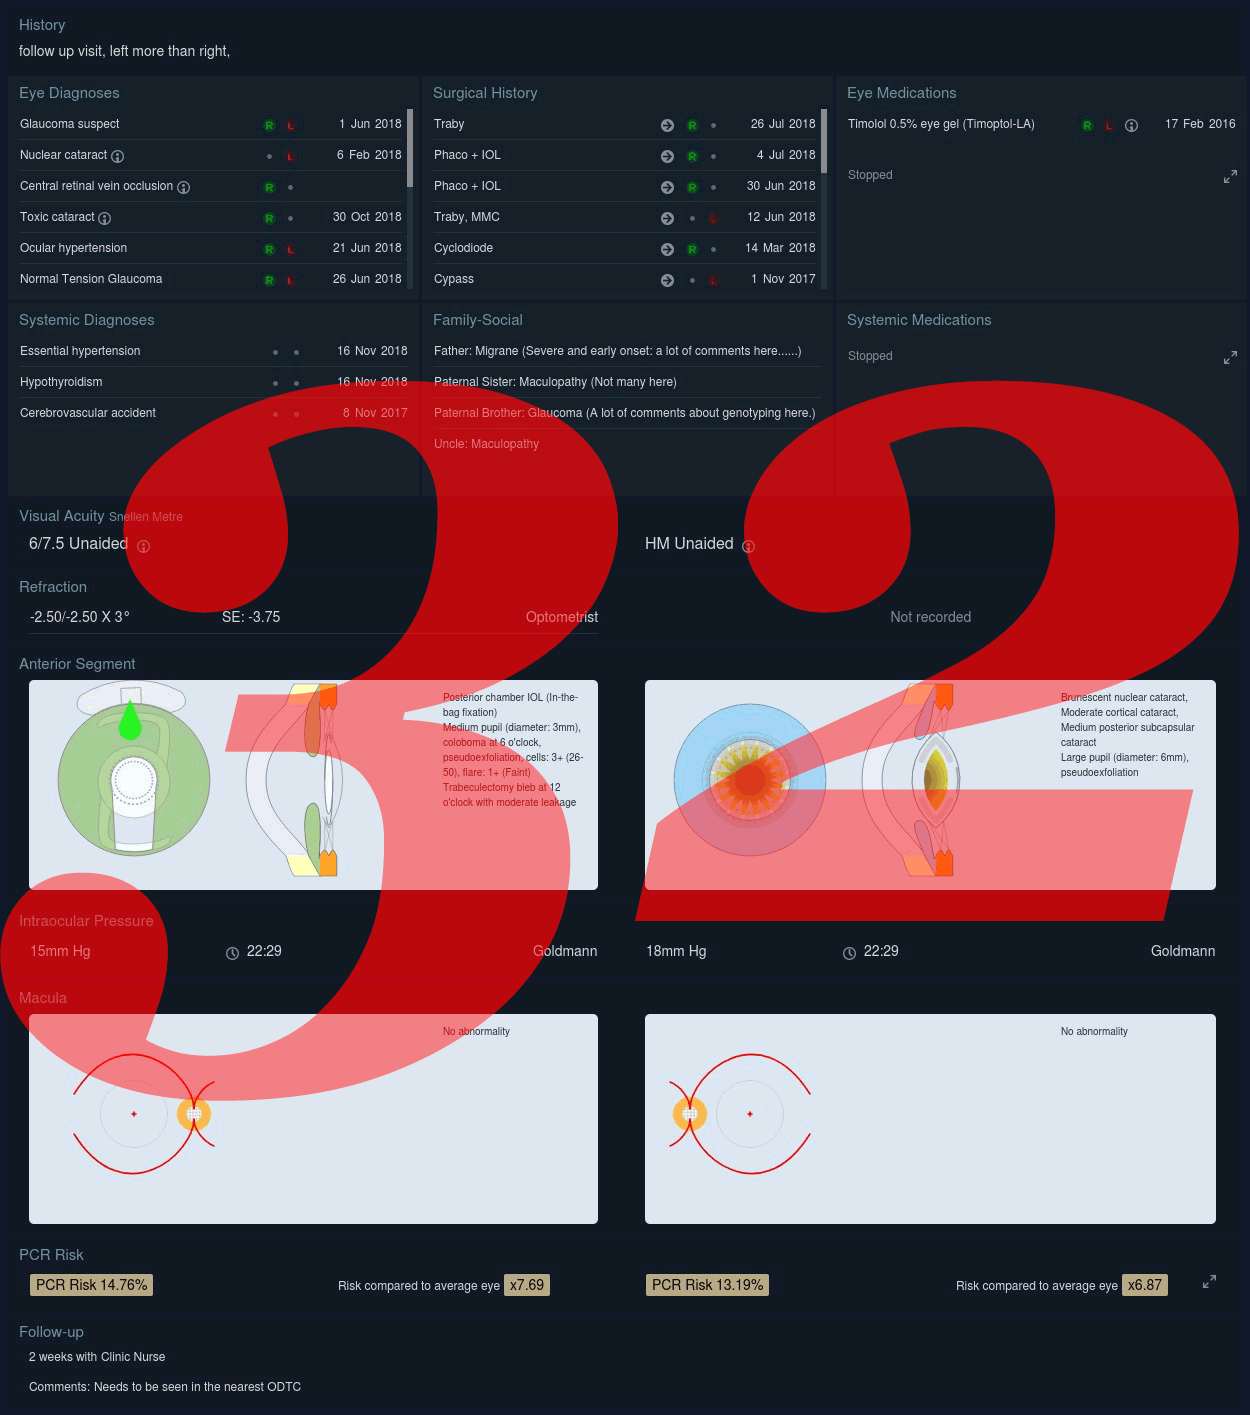 History
follow up visit, left more than right,
Eye Diagnoses
Glaucoma suspect R L 1 Jun 2018
Nuclear cataract L 6 Feb 2018
Central retinal vein occlusion R
Toxic cataract R 30 Oct 2018
Ocular hypertension R L 21 Jun 2018
Normal Tension Glaucoma R L 26 Jun 2018
Surgical History
Traby R 26 Jul 2018
Phaco + IOL R 4 Jul 2018
Phaco + IOL R 30 Jun 2018
Traby, MMC L 12 Jun 2018
Cyclodiode R 14 Mar 2018
Cypass L 1 Nov 2017
Eye Medications
Timolol 0.5% eye gel (Timoptol-LA) R L 17 Feb 2016
Stopped
Systemic Diagnoses
Essential hypertension 16 Nov 2018
Hypothyroidism 16 Nov 2018
Cerebrovascular accident 8 Nov 2017
Family-Social
Father: Migrane (Severe and early onset: a lot of comments here......)
Paternal Sister: Maculopathy (Not many here)
Paternal Brother: Glaucoma (A lot of comments about genotyping here.)
Uncle: Maculopathy
Systemic Medications
Stopped
32
Visual Acuity Snellen Metre
6/7.5 Unaided HM Unaided
Refraction
-2.50/-2.50 X 3° SE: -3.75 Optometrist Not recorded
Anterior Segment
Posterior chamber IOL (In-the-
bag fixation)
Medium pupil (diameter: 3mm),
coloboma at 6 o'clock,
pseudoexfoliation, cells: 3+ (26-
50), flare: 1+ (Faint)
Trabeculectomy bleb at 12
o'clock with moderate leakage
Brunescent nuclear cataract,
Moderate cortical cataract,
Medium posterior subcapsular
cataract
Large pupil (diameter: 6mm),
pseudoexfoliation
Intraocular Pressure
15mm Hg 22:29 Goldmann 18mm Hg 22:29 Goldmann
Macula
No abnormality No abnormality
PCR Risk
PCR Risk 14.76% Risk compared to average eye x7.69 PCR Risk 13.19% Risk compared to average eye x6.87
Follow-up
2 weeks with Clinic Nurse
Comments: Needs to be seen in the nearest ODTC